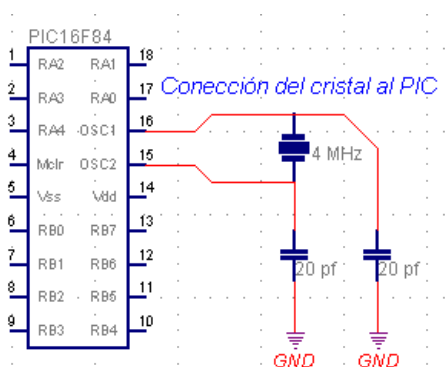 PIC16F84
1 RA2 RA1 18
2 RA3 RA0 17
Conección del cristal al PIC
3 RA4 OSC1 16
4 Mclr OSC2 15
4 MHz
5 Vss Vdd 14
6 RB0 RB7 13
7 RB1 RB6 12
20 pf 20 pf
8 RB2 RB5 11
9 RB3 RB4 10
GND GND